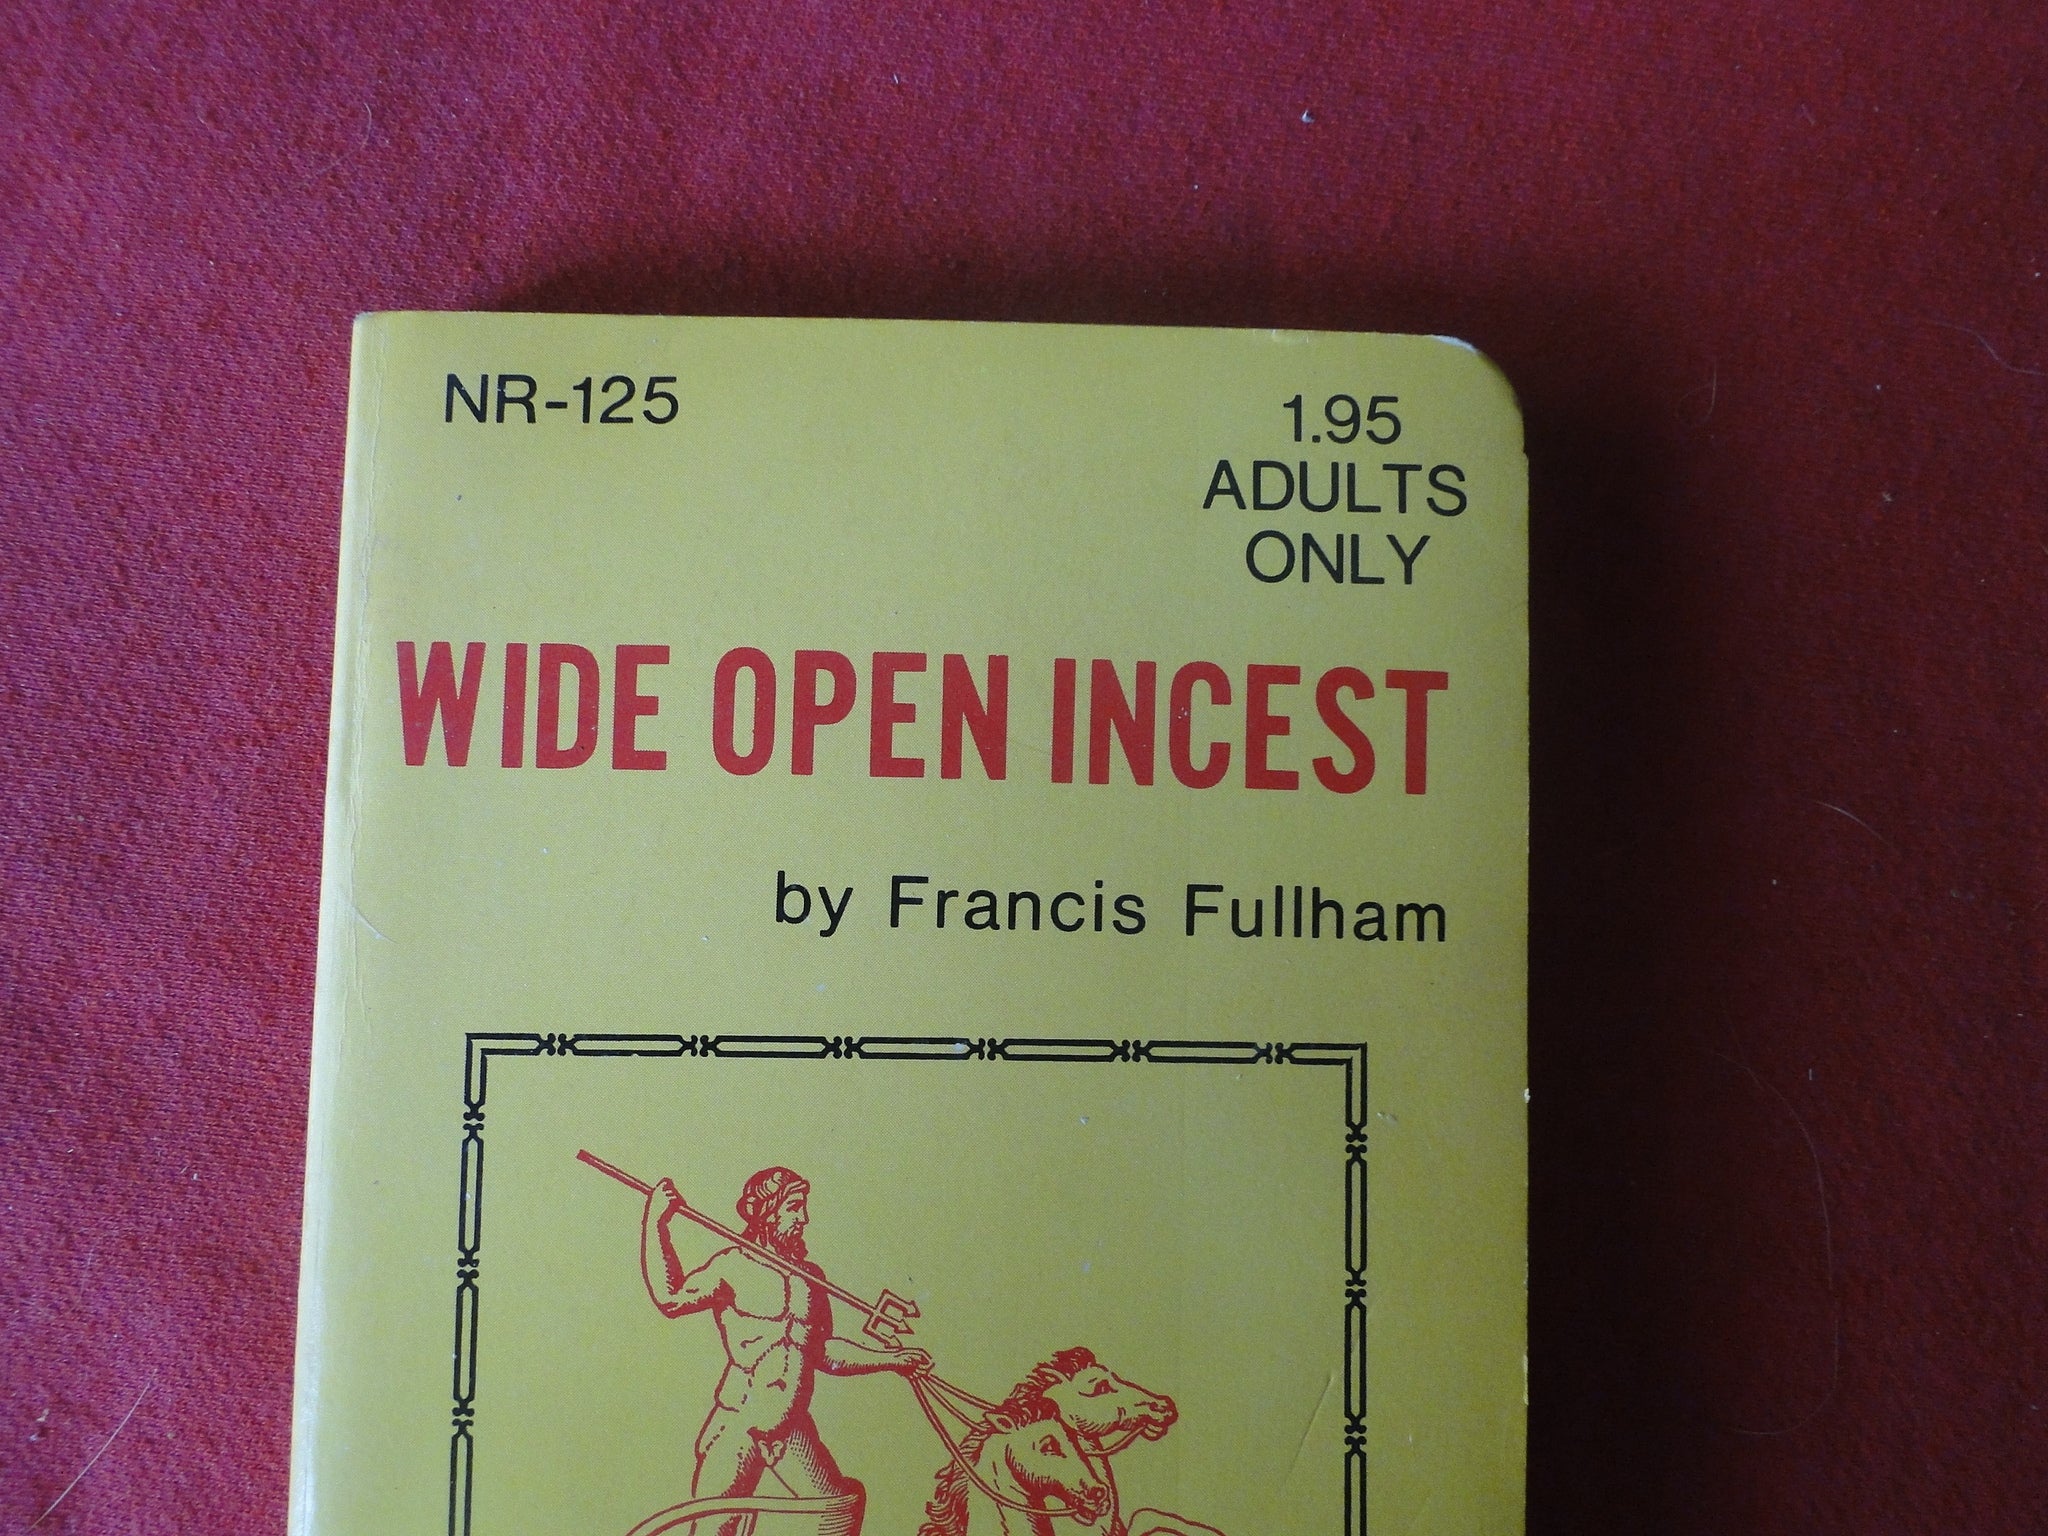 NR-125
1.95
ADULTS
ONLY
WIDE OPEN INCEST
by Francis Fullham